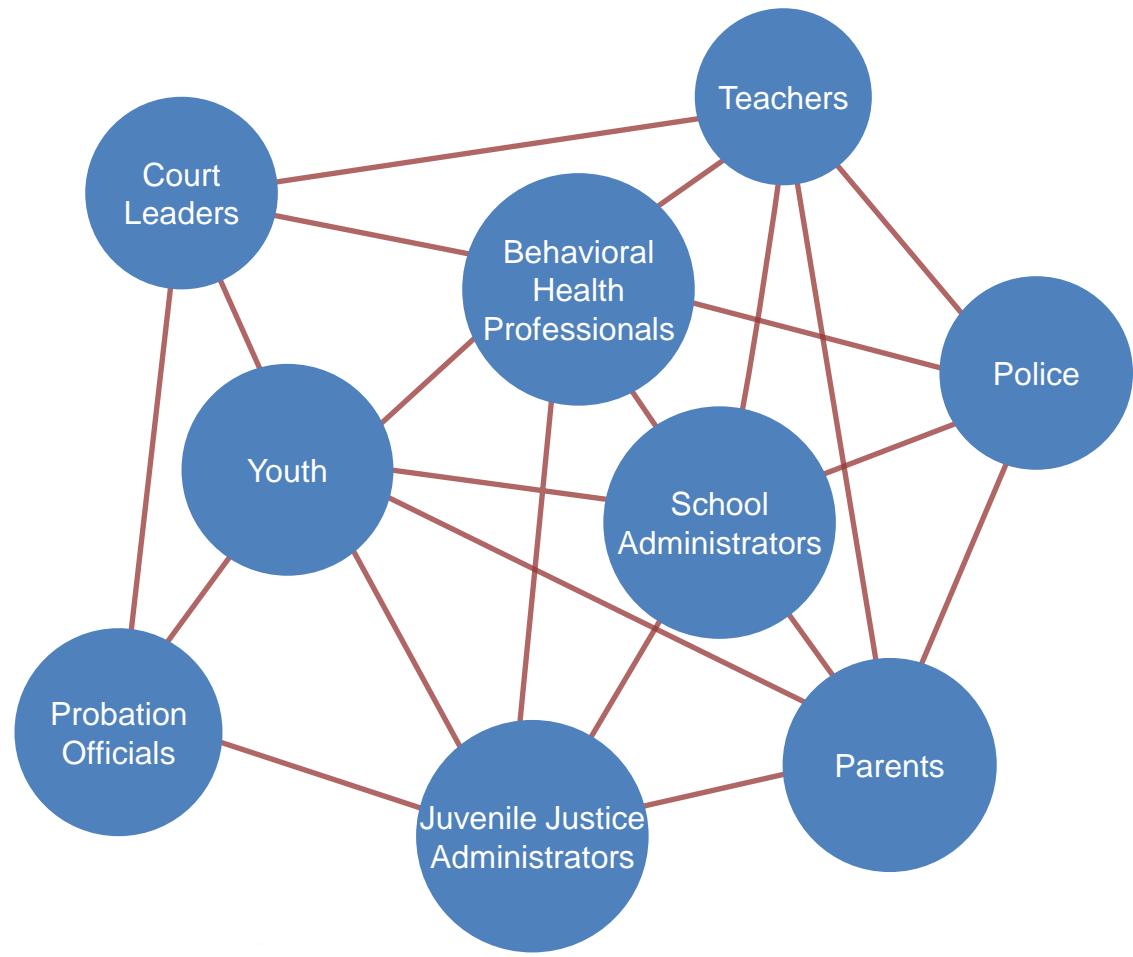 Teachers
Court
Leaders
Behavioral
Health
Professionals
Police
Youth
School
Administrators
Probation
Officials
Parents
Juvenile Justice
Administrators